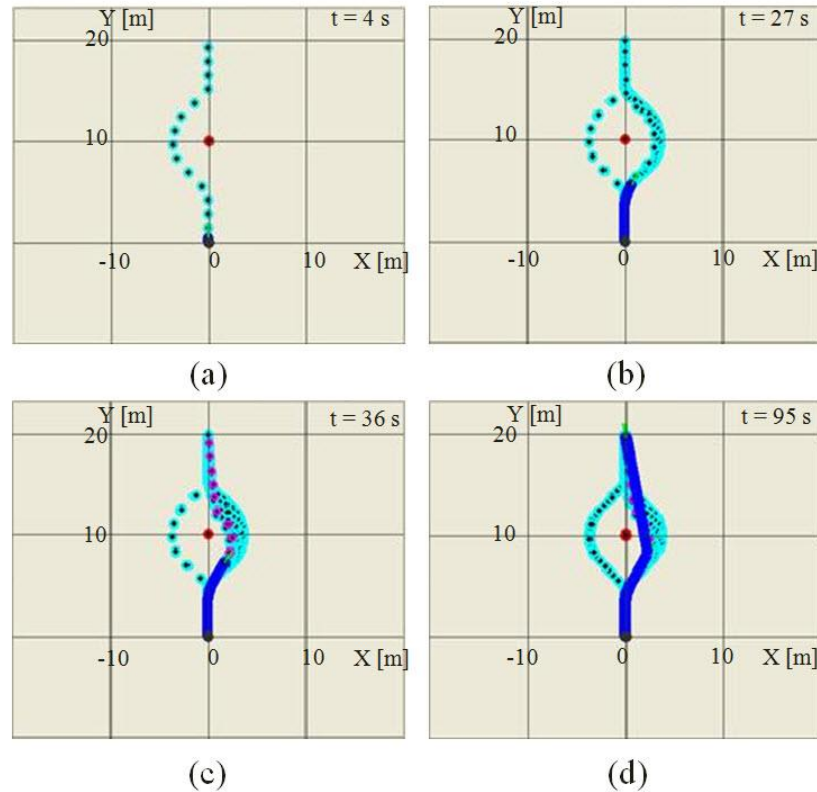 Y [m] t = 4 s
20
10
-10 0 10 X [m]
(a)
Y [m] t = 27 s
20
10
-10 0 10 X [m]
(b)
Y [m] t = 36 s
20
10
-10 0 10 X [m]
(c)
Y [m] t = 95 s
20
10
-10 0 10 X [m]
(d)